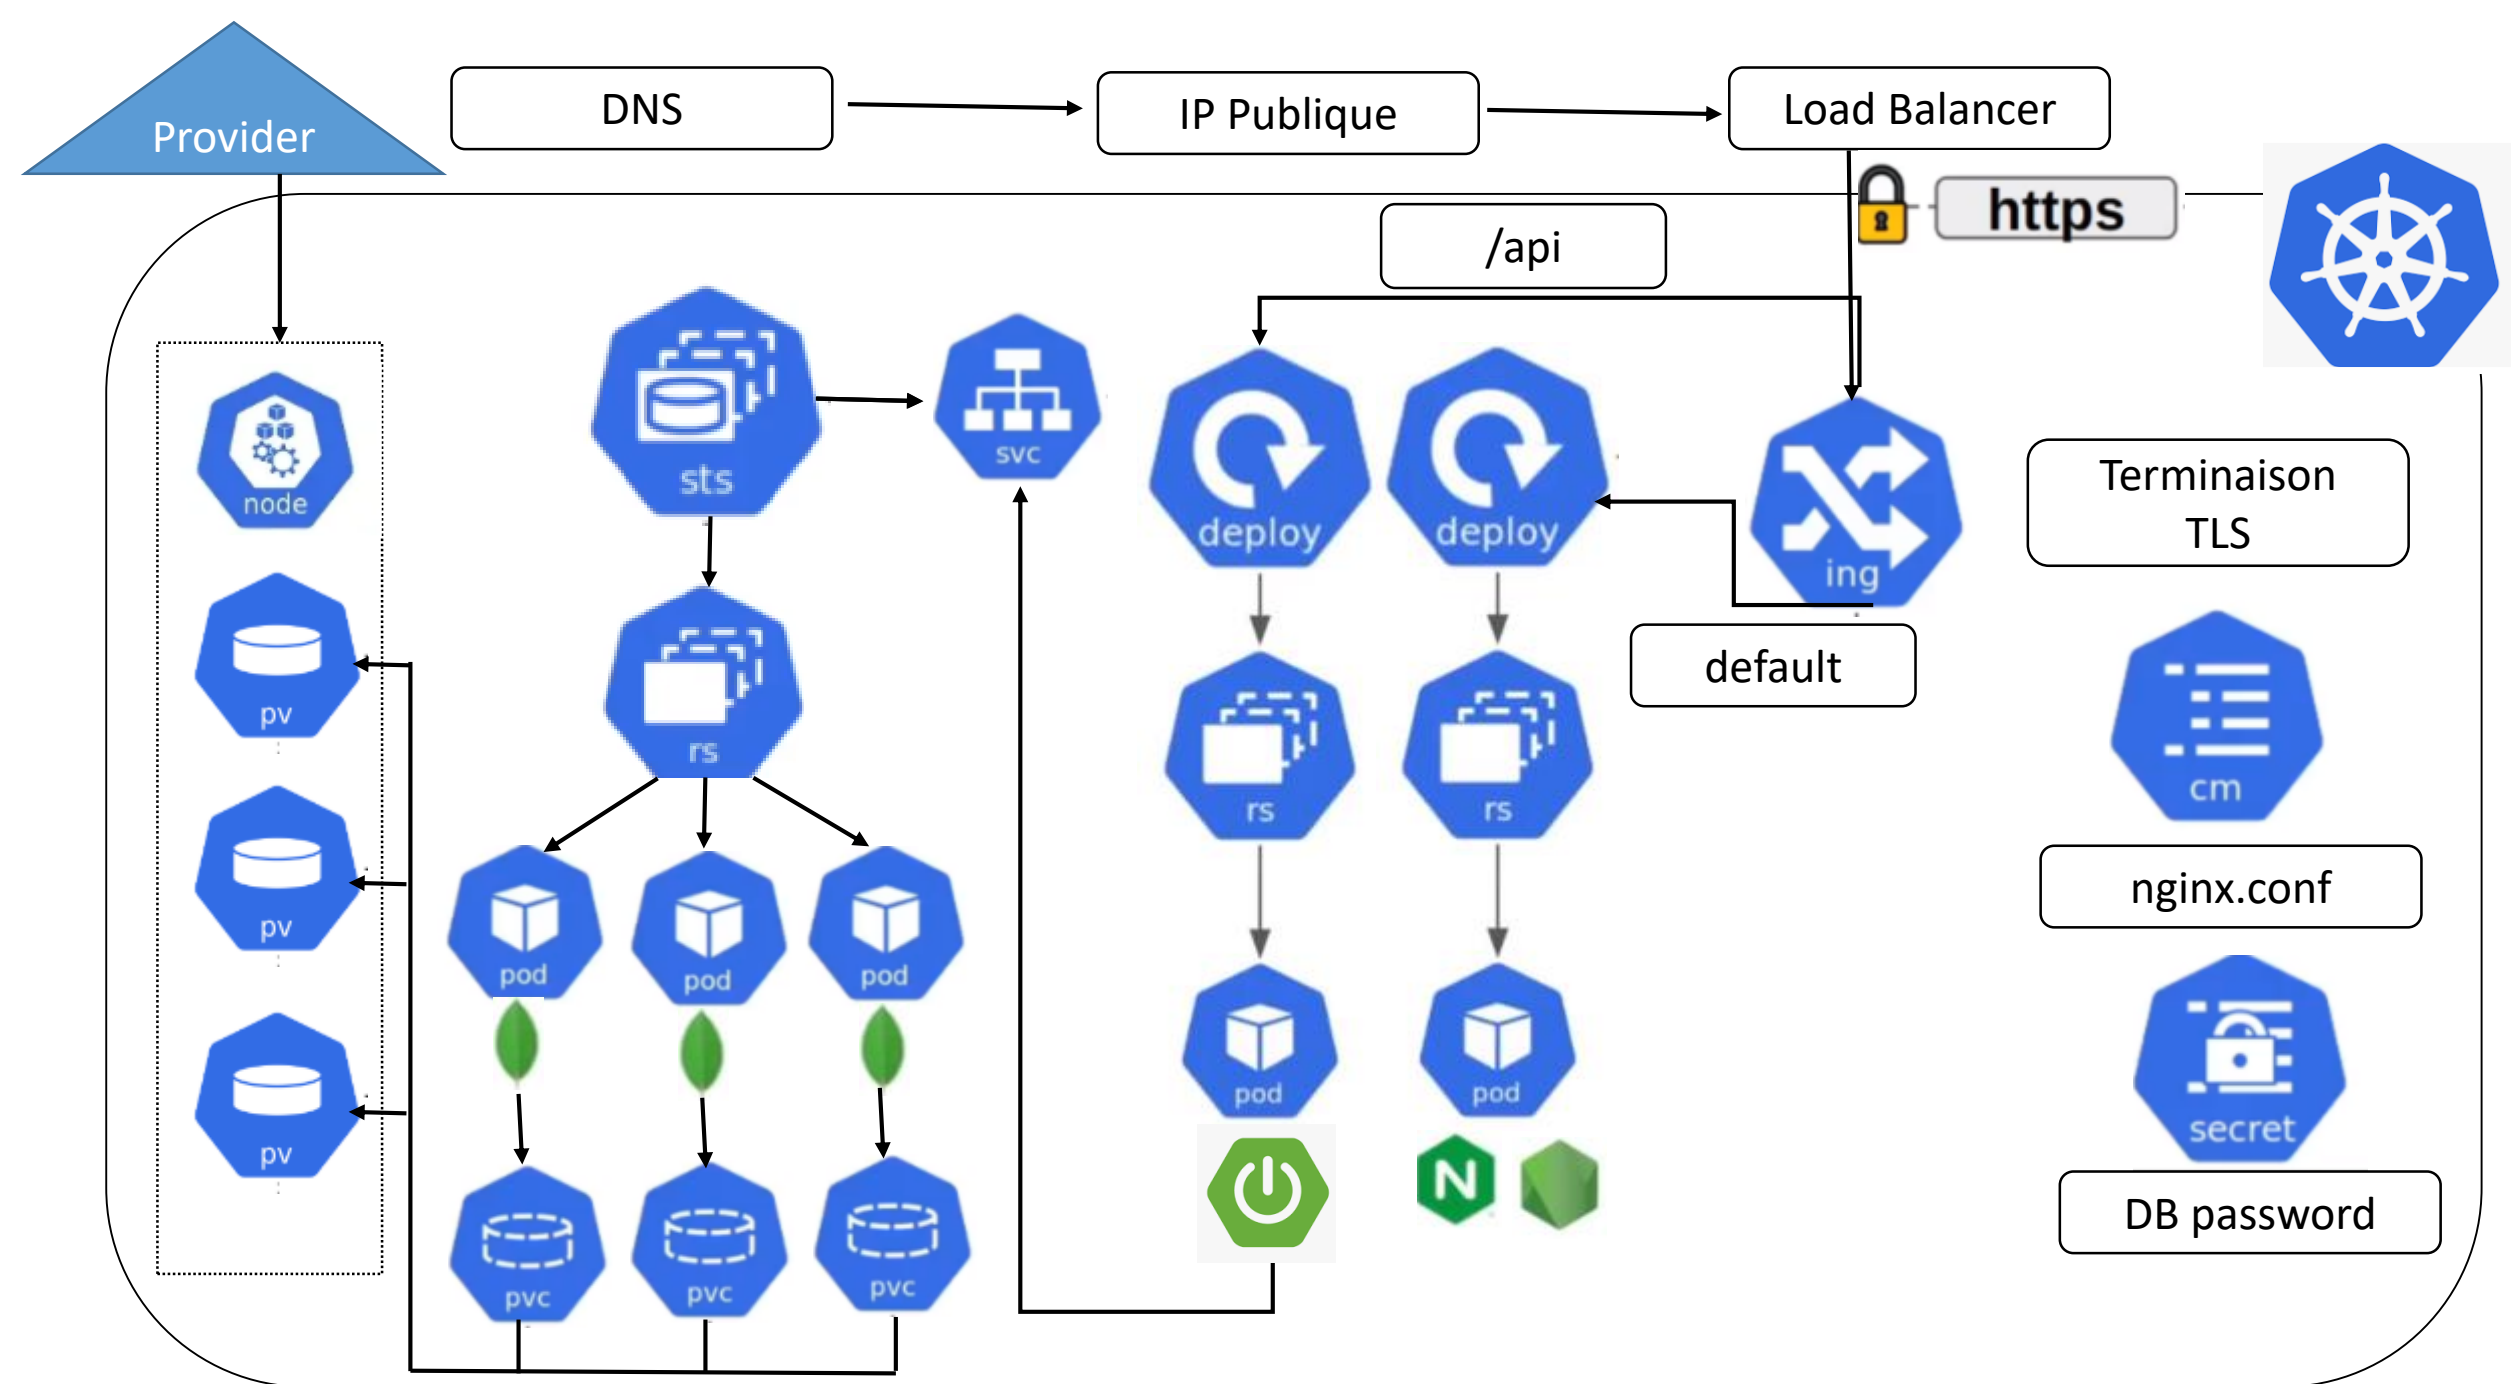 Provider
DNS
IP Publique
Load Balancer
https
/api
node
sts
svc
deploy
deploy
ing
Terminaison
TLS
default
pv
rs
rs
rs
cm
nginx.conf
pv
pod
pod
pod
pod
pod
secret
DB password
pv
pvc
pvc
pvc
N